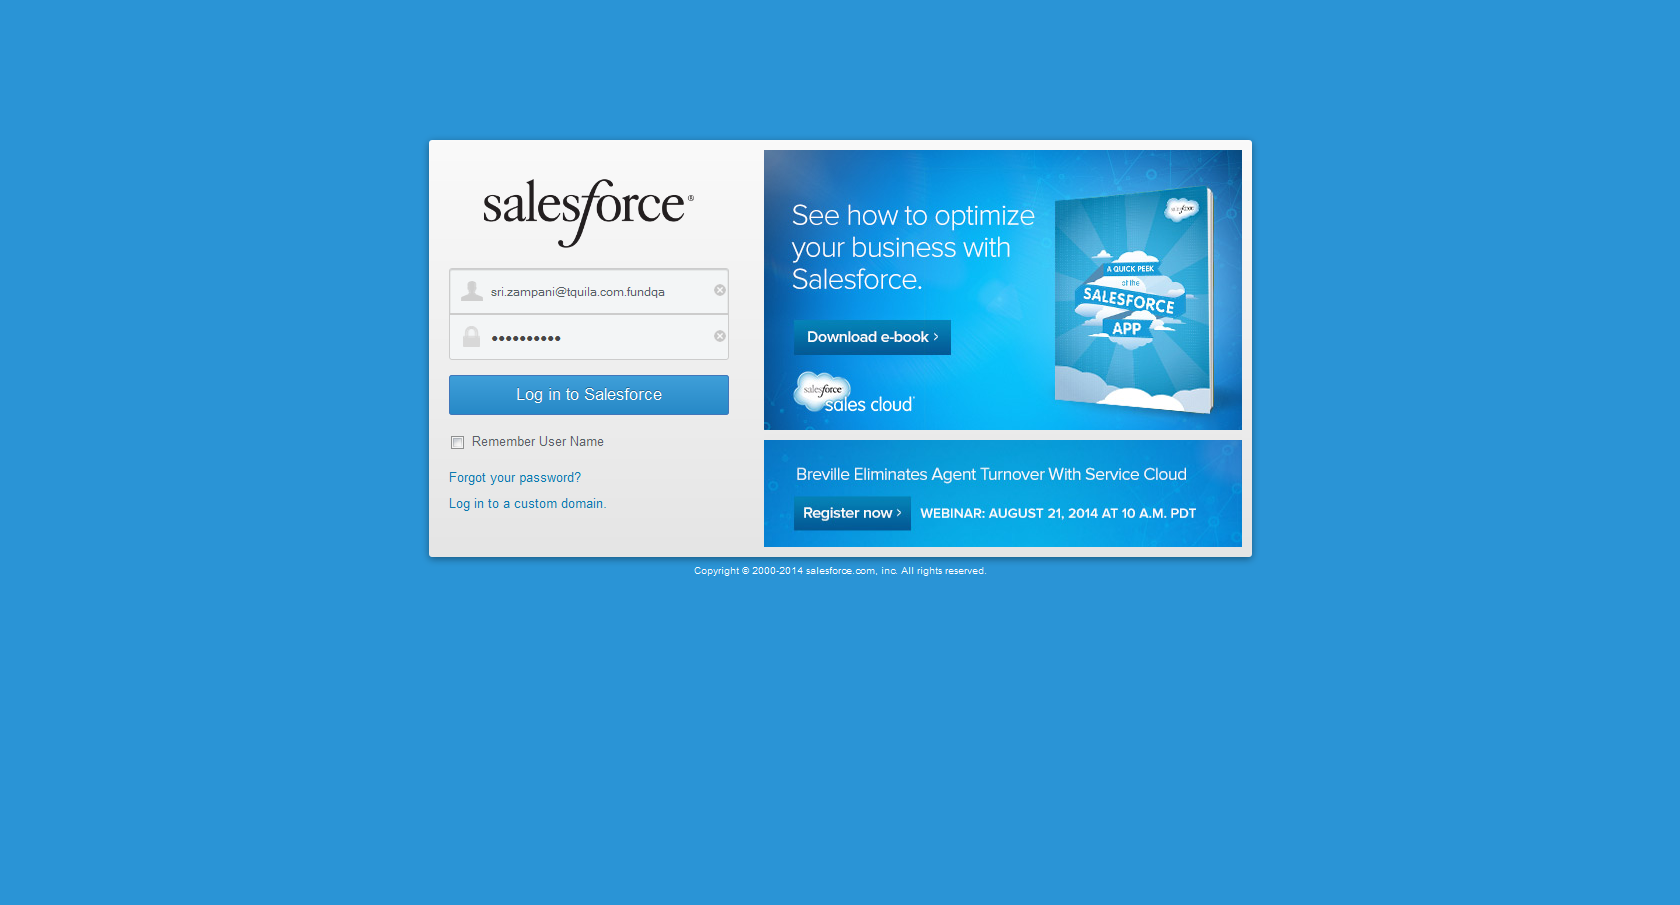 salesforce®
sri.zampani@tquila.com.fundqa
••••••••••
Log in to Salesforce
Remember User Name
Forgot your password?
Log in to a custom domain.
See how to optimize
your business with
Salesforce.
Download e-book ›
salesforce
sales cloud
salesforce
A QUICK PEEK
of the
SALESFORCE
APP
Breville Eliminates Agent Turnover With Service Cloud
Register now › WEBINAR: AUGUST 21, 2014 AT 10 A.M. PDT
Copyright © 2000-2014 salesforce.com, inc. All rights reserved.